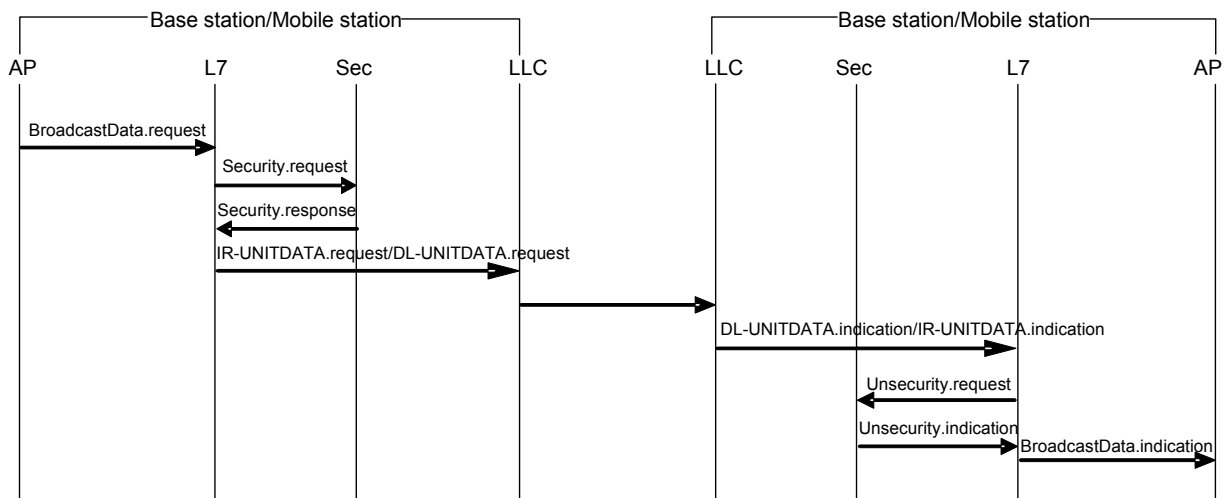 Base station/Mobile station
Base station/Mobile station
AP
L7
Sec
LLC
LLC
Sec
L7
AP
BroadcastData.request
Security.request
Security.response
IR-UNITDATA.request/DL-UNITDATA.request
DL-UNITDATA.indication/IR-UNITDATA.indication
Unsecurity.request
Unsecurity.indication
BroadcastData.indication